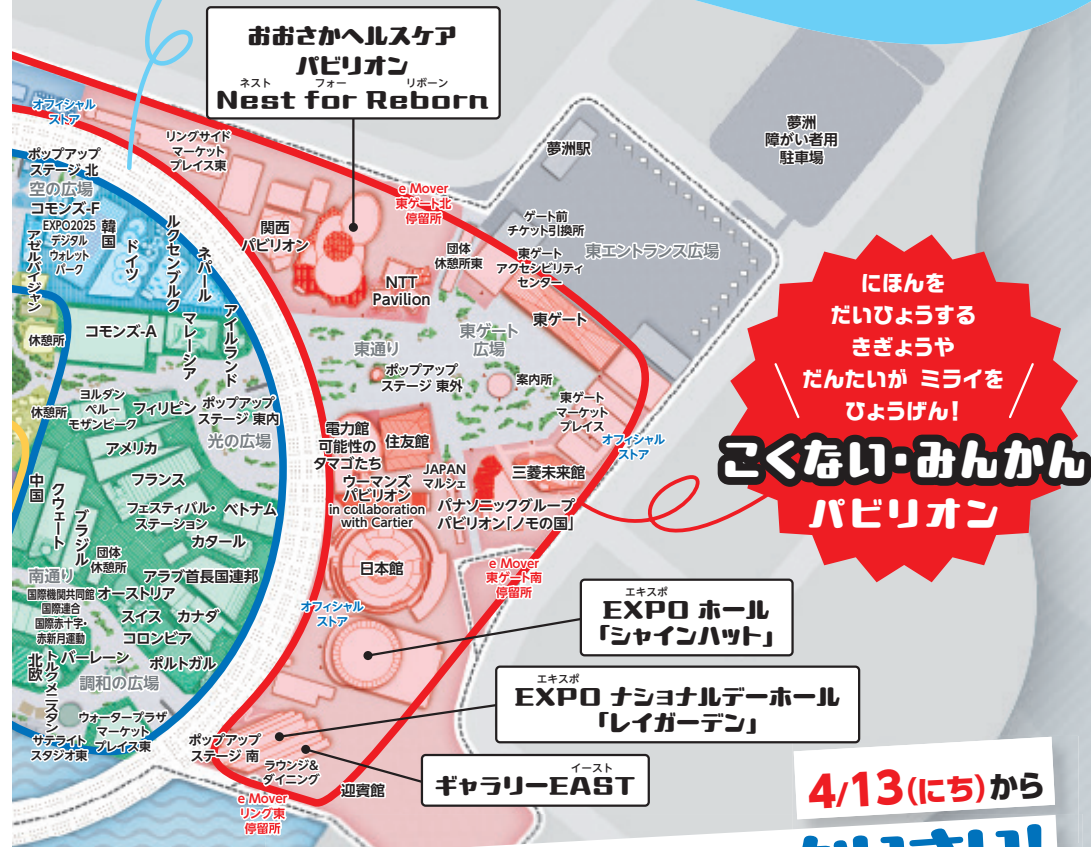 おおさかヘルスケア
パビリオン
ネスト フォー リボーン
Nest for Reborn
オフィシャル
ストア
リングサイド
マーケット
プレイス東
ポップアップ
ステージ 北
空の広場
コモンズ-F
EXPO2025
デジタル
ウォレット
パーク
アゼルバイジャン
韓国
ドイツ
ルクセンブルク
ネパール
アイルランド
マレーシア
コモンズ-A
休憩所
関西
パビリオン
e Mover
東ゲート北
停留所
団体
休憩所東
NTT
Pavilion
夢洲駅
夢洲
障がい者用
駐車場
ゲート前
チケット引換所
東ゲート
アクセシビリティ
センター
東エントランス広場
東ゲート
東ゲート
広場
東通り
ポップアップ
ステージ 東外
案内所
東ゲート
マーケット
プレイス
オフィシャル
ストア
休憩所
ヨルダン
ペルー
モザンビーク
フィリピン
ポップアップ
ステージ 東内
光の広場
アメリカ
フランス
中国
クウェート
ブラジル
フェスティバル・
ステーション
ベトナム
カタール
団体
休憩所
アラブ首長国連邦
南通り
国際機関共同館
国際連合
国際赤十字・
赤新月運動
オーストリア
スイス
カナダ
コロンビア
北欧
トルクメニスタン
バーレーン
ポルトガル
調和の広場
ウォータープラザ
マーケット
プレイス東
サテライト
スタジオ東
電力館
可能性の
タマゴたち
住友館
ウーマンズ
パビリオン
in collaboration
with Cartier
JAPAN
マルシェ
三菱未来館
パナソニックグループ
パビリオン「ノモの国」
日本館
オフィシャル
ストア
e Mover
東ゲート南
停留所
エキスポ
EXPO ホール
「シャインハット」
エキスポ
EXPO ナショナルデーホール
「レイガーデン」
イースト
ギャラリーEAST
ポップアップ
ステージ 南
ラウンジ&
ダイニング
迎賓館
e Mover
リング東
停留所
にほんを
だいひょうする
きぎょうや
だんたいが ミライを
ひょうげん!
こくない・みんかん
パビリオン
4/13(にち)から